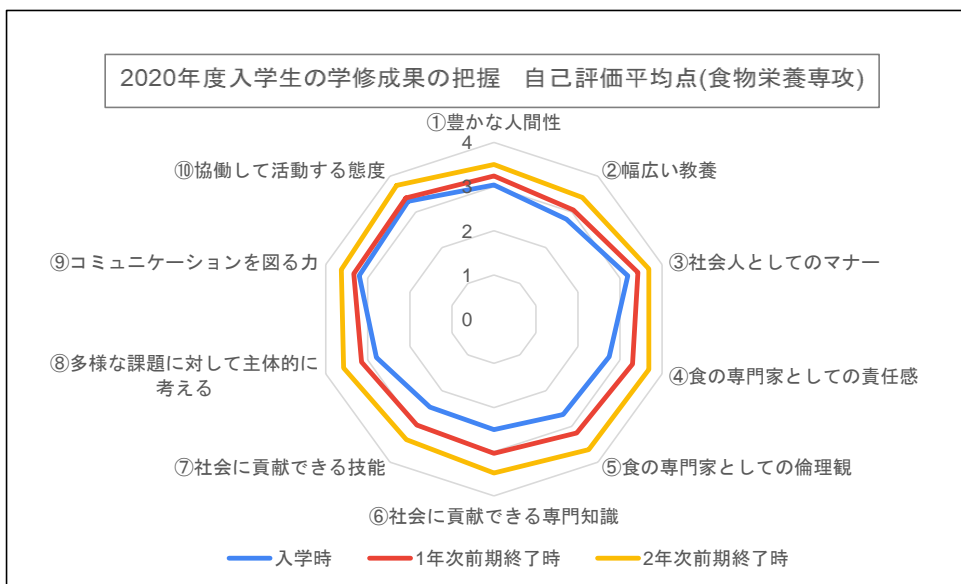 2020年度入学生の学修成果の把握　自己評価平均点(食物栄養専攻)
①豊かな人間性
4
⑩協働して活動する態度
②幅広い教養
3
2
⑨コミュニケーションを図る力
③社会人としてのマナー
1
0
⑧多様な課題に対して主体的に
考える
④食の専門家としての責任感
⑦社会に貢献できる技能
⑤食の専門家としての倫理観
⑥社会に貢献できる専門知識
入学時
1年次前期終了時
2年次前期終了時